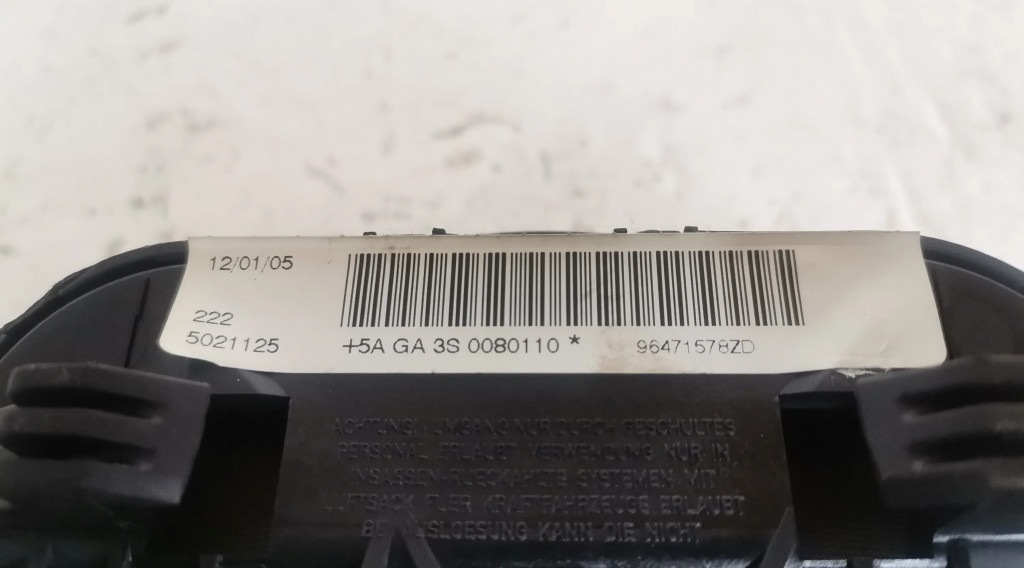 12/01/05
222
5021125 +5A GA 3S 0080110 * 96471578ZD
ACHTUNG! UMGANG NUR DURCH GESCHULTES
PERSONAL ERLAUBT VERWENDUNG NUR IN
INSASSEN- SYSTEMEN MIT
LUFTSACK FUER KRAFTFAHRZEUGE ERLAUBT
BEI AUSLOESUNG KANN DIE NICHT